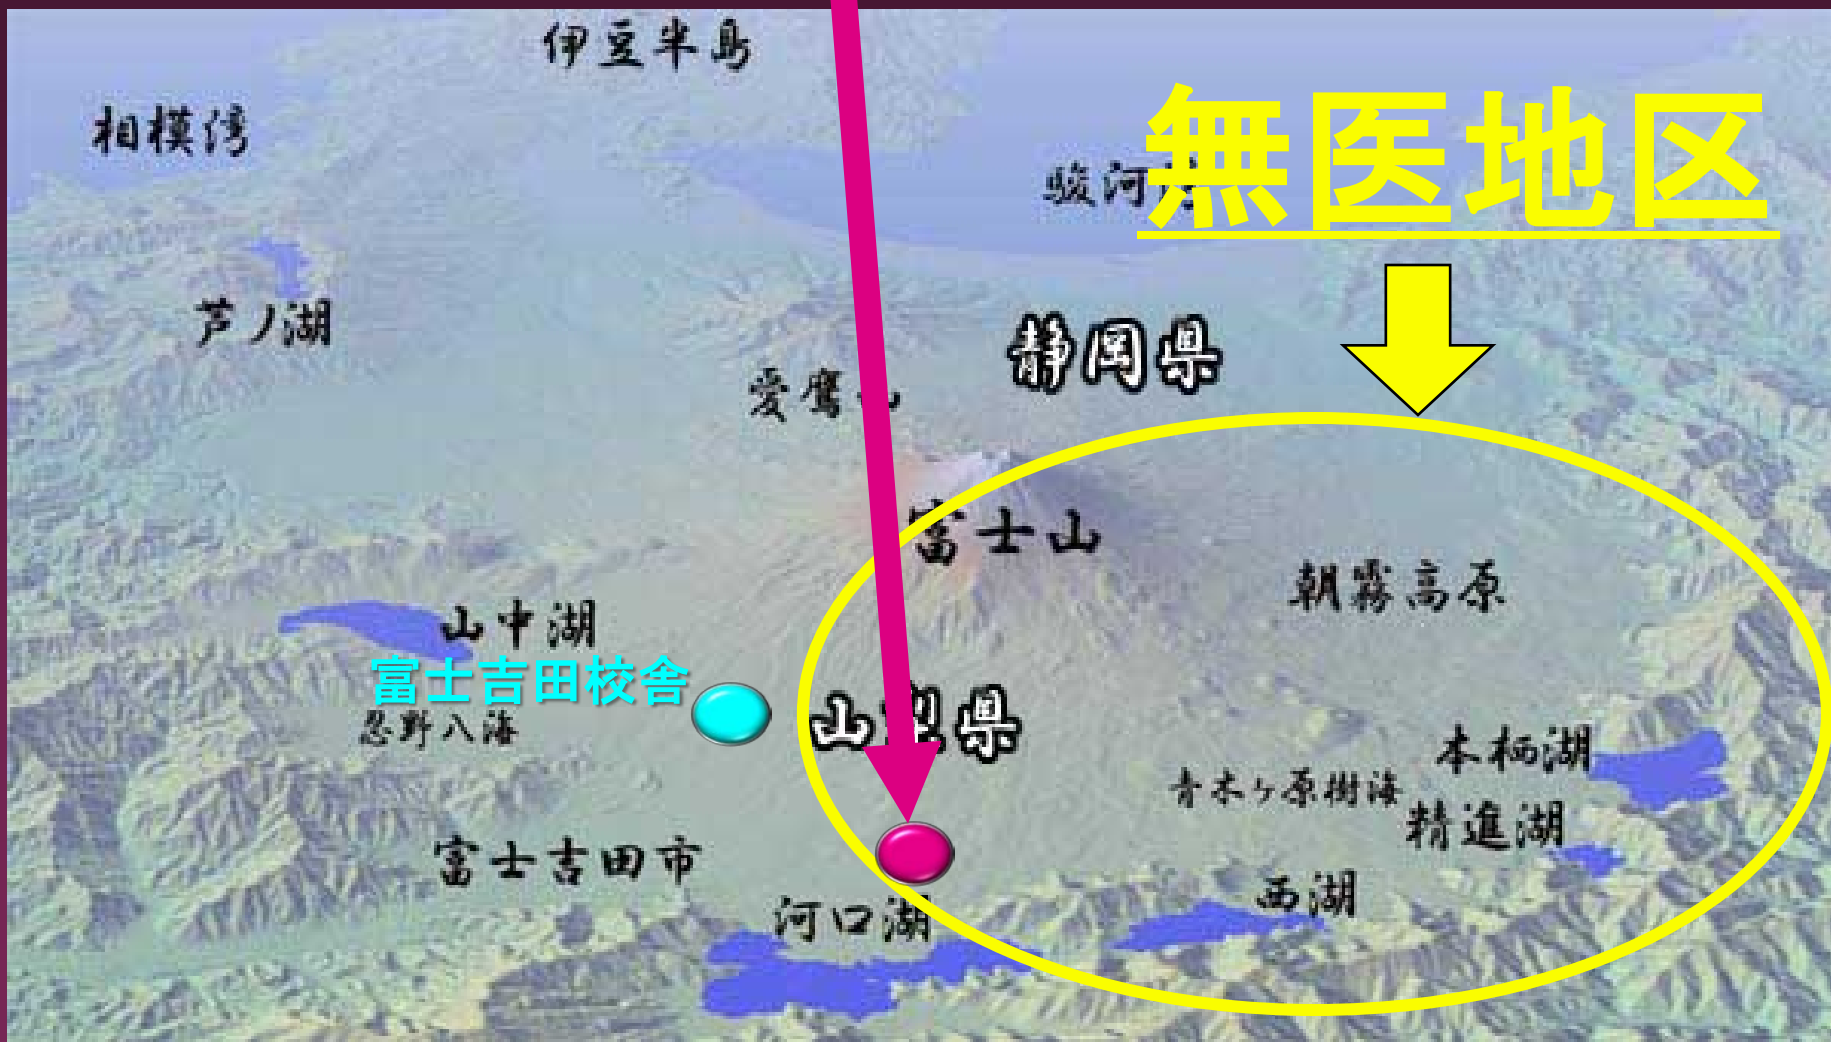 伊豆半島
相模湾
無医地区
駿河
芦ノ湖
静岡県
愛鷹
富士山
朝霧高原
山中湖
富士吉田校舎
忍野八海
山梨県
本栖湖
青木ヶ原樹海
精進湖
富士吉田市
西湖
河口湖